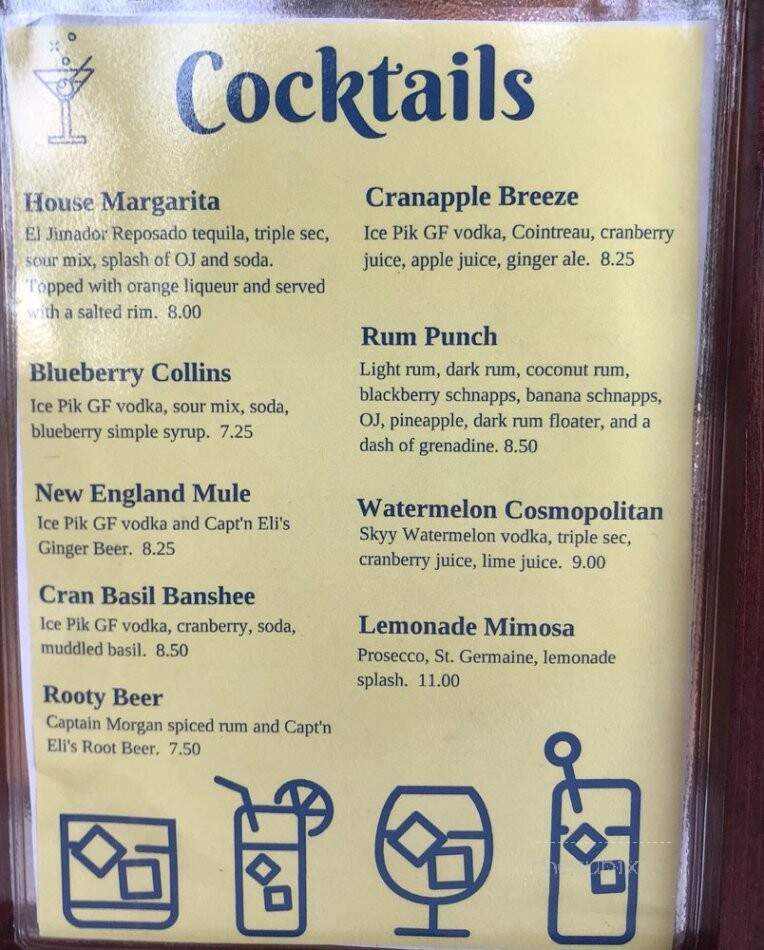 Cocktails
House Margarita
El Jimador Reposado tequila, triple sec,
sour mix, splash of OJ and soda.
Topped with orange liqueur and served
with a salted rim. 8.00
Blueberry Collins
Ice Pik GF vodka, sour mix, soda,
blueberry simple syrup. 7.25
New England Mule
Ice Pik GF vodka and Capt'n Eli's
Ginger Beer. 8.25
Cran Basil Banshee
Ice Pik GF vodka, cranberry, soda,
muddled basil. 8.50
Rooty Beer
Captain Morgan spiced rum and Capt'n
Eli's Root Beer. 7.50
Cranapple Breeze
Ice Pik GF vodka, Cointreau, cranberry
juice, apple juice, ginger ale. 8.25
Rum Punch
Light rum, dark rum, coconut rum,
blackberry schnapps, banana schnapps,
OJ, pineapple, dark rum floater, and a
dash of grenadine. 8.50
Watermelon Cosmopolitan
Skyy Watermelon vodka, triple sec,
cranberry juice, lime juice. 9.00
Lemonade Mimosa
Prosecco, St. Germaine, lemonade
splash. 11.00